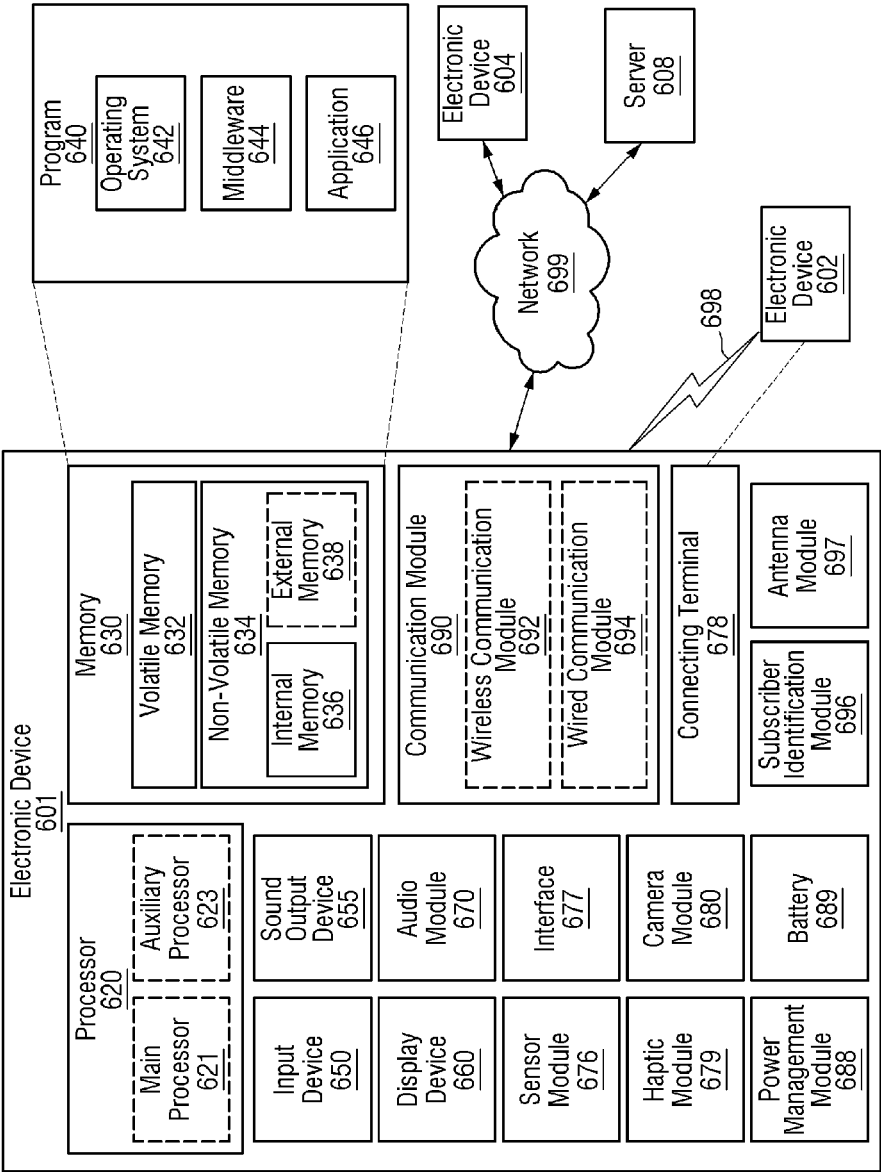 Electronic Device
601
Processor
620
Main
Processor
621
Auxiliary
Processor
623
Input
Device
650
Sound
Output
Device
655
Display
Device
660
Audio
Module
670
Sensor
Module
676
Interface
677
Haptic
Module
679
Camera
Module
680
Power
Management
Module
688
Battery
689
Memory
630
Volatile Memory
632
Non-Volatile Memory
634
Internal
Memory
636
External
Memory
638
Communication Module
690
Wireless Communication
Module
692
Wired Communication
Module
694
Connecting Terminal
678
Subscriber
Identification
Module
696
Antenna
Module
697
Program
640
Operating
System
642
Middleware
644
Application
646
Network
699
Electronic
Device
604
Server
608
698
Electronic
Device
602